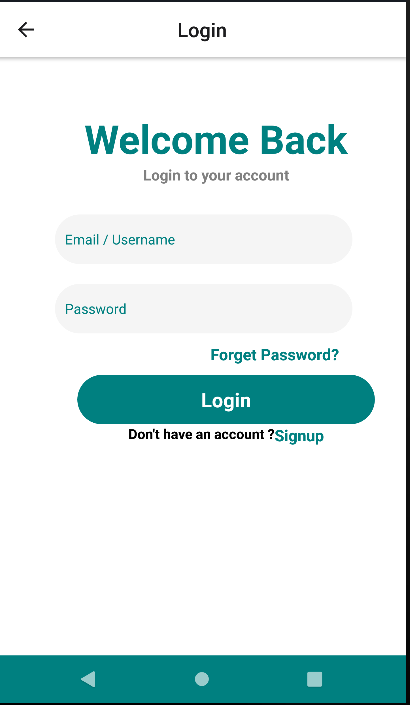 Login
Welcome Back
Login to your account
Email / Username
Password
Forget Password?
Login
Don't have an account ?Signup